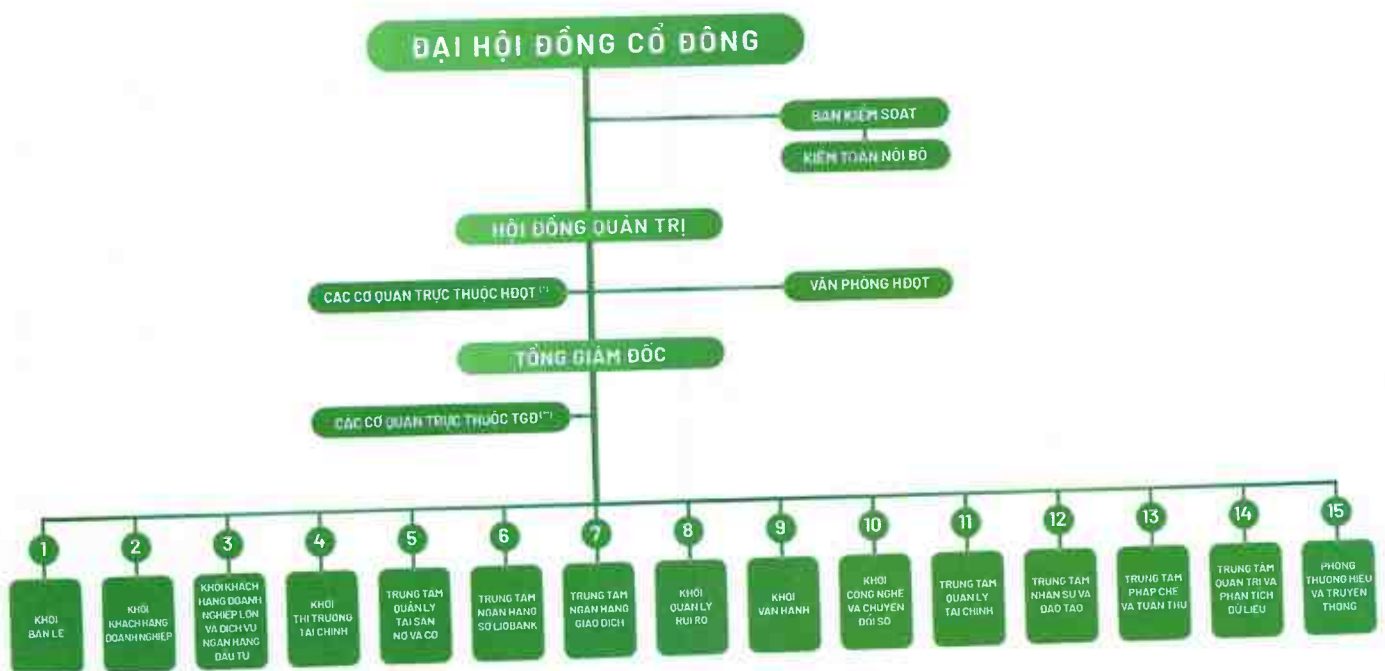 ĐẠI HỘI ĐỒNG CỔ ĐÔNG
BAN KIỂM SOÁT
KIỂM TOÁN NỘI BỘ
HỘI ĐỒNG QUẢN TRỊ
CÁC CƠ QUAN TRỰC THUỘC HĐQT (*)
VĂN PHÒNG HĐQT
TỔNG GIÁM ĐỐC
CÁC CƠ QUAN TRỰC THUỘC TGĐ (**)
1
KHỐI
BÁN LẺ
2
KHỐI
KHÁCH HÀNG
DOANH NGHIỆP
3
KHỐI KHÁCH
HÀNG DOANH
NGHIỆP LỚN
VÀ DỊCH VỤ
NGÂN HÀNG
ĐẦU TƯ
4
KHỐI
THỊ TRƯỜNG
TÀI CHÍNH
5
TRUNG TÂM
QUẢN LÝ
TÀI SẢN
NỢ VÀ CÓ
6
TRUNG TÂM
NGÂN HÀNG
SỐ LIOBANK
7
TRUNG TÂM
NGÂN HÀNG
GIAO DỊCH
8
KHỐI
QUẢN LÝ
RỦI RO
9
KHỐI
VẬN HÀNH
10
KHỐI
CÔNG NGHỆ
VÀ CHUYỂN
ĐỔI SỐ
11
TRUNG TÂM
QUẢN LÝ
TÀI CHÍNH
12
TRUNG TÂM
NHÂN SỰ VÀ
ĐÀO TẠO
13
TRUNG TÂM
PHÁP CHẾ
VÀ TUÂN THỦ
14
TRUNG TÂM
QUẢN TRỊ VÀ
PHÂN TÍCH
DỮ LIỆU
15
PHÒNG
THƯƠNG HIỆU
VÀ TRUYỀN
THÔNG